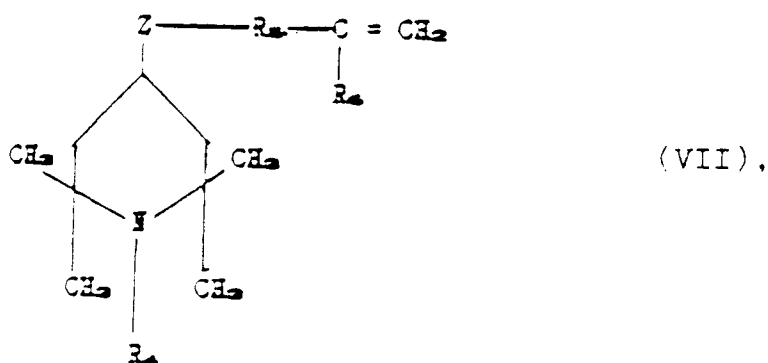 Z — R — C = CH₂
R
CH₃ CH₃
(VII),
N
CH₃ CH₃
R